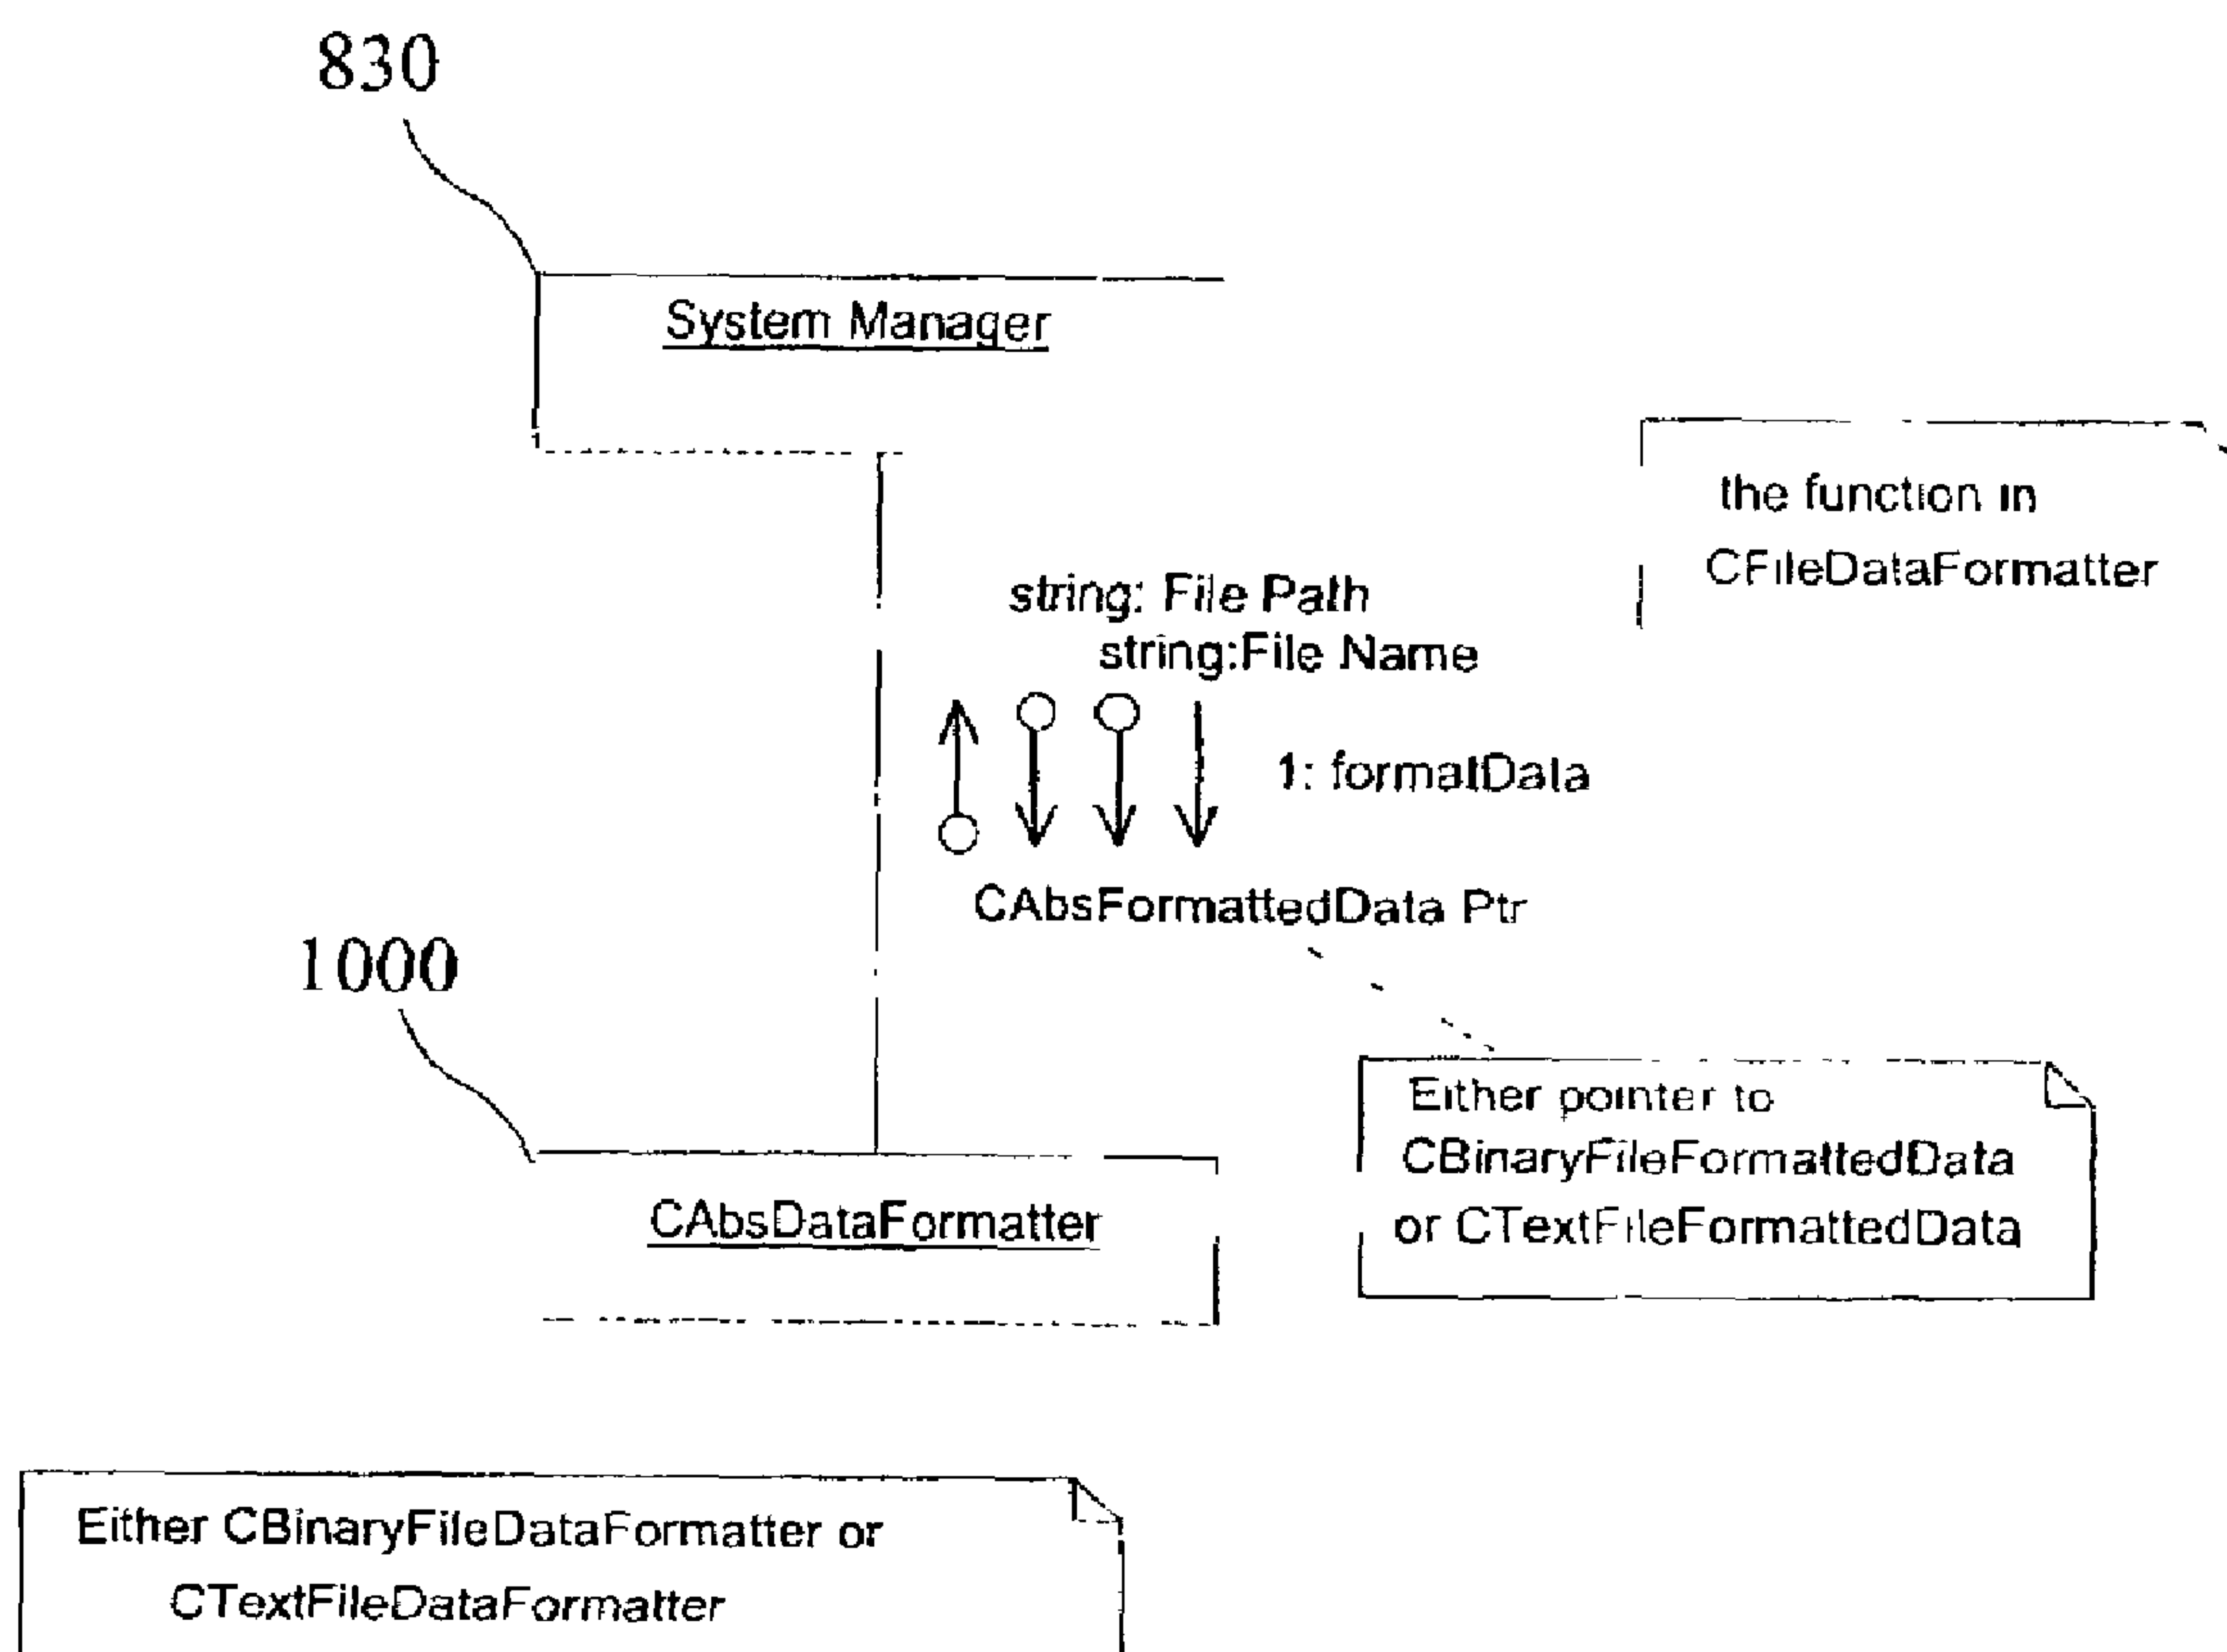 830
System Manager
the function in
CFileDataFormatter
string: File Path
string:File Name
1: formatData
CAbsFormattedData Ptr
1000
Either pointer to
CBinaryFileFormattedData
or CTextFileFormattedData
CAbsDataFormatter
Either CBinaryFileDataFormatter or
CTextFileDataFormatter